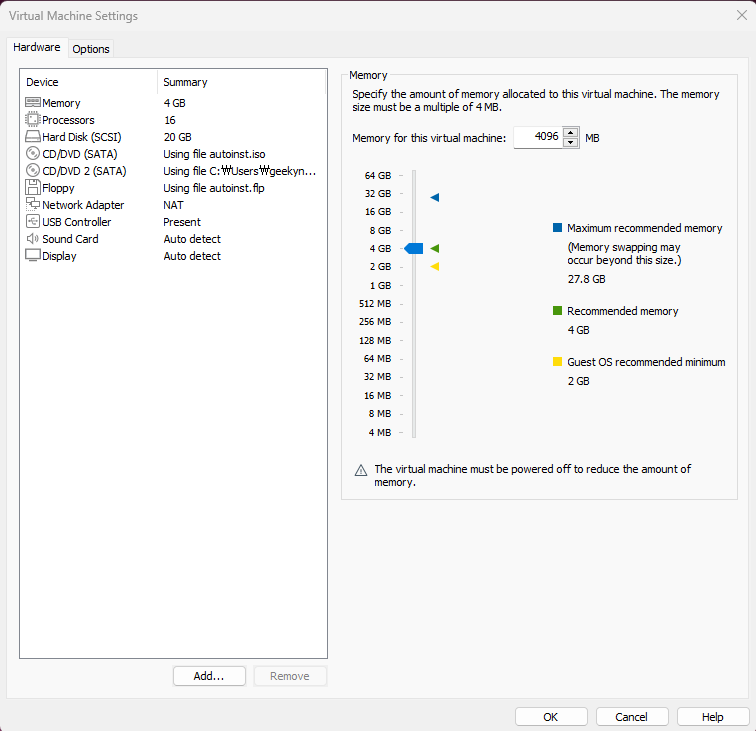 Virtual Machine Settings
Hardware
Options
Device Summary
Memory 4 GB
Processors 16
Hard Disk (SCSI) 20 GB
CD/DVD (SATA) Using file autoinst.iso
CD/DVD 2 (SATA) Using file C:₩Users₩geekyn...
Floppy Using file autoinst.flp
Network Adapter NAT
USB Controller Present
Sound Card Auto detect
Display Auto detect
Add...
Remove
Memory
Specify the amount of memory allocated to this virtual machine. The memory
size must be a multiple of 4 MB.
Memory for this virtual machine: 4096 MB
64 GB
32 GB
16 GB
8 GB
4 GB
2 GB
1 GB
512 MB
256 MB
128 MB
64 MB
32 MB
16 MB
8 MB
4 MB
Maximum recommended memory
(Memory swapping may
occur beyond this size.)
27.8 GB
Recommended memory
4 GB
Guest OS recommended minimum
2 GB
The virtual machine must be powered off to reduce the amount of
memory.
OK
Cancel
Help